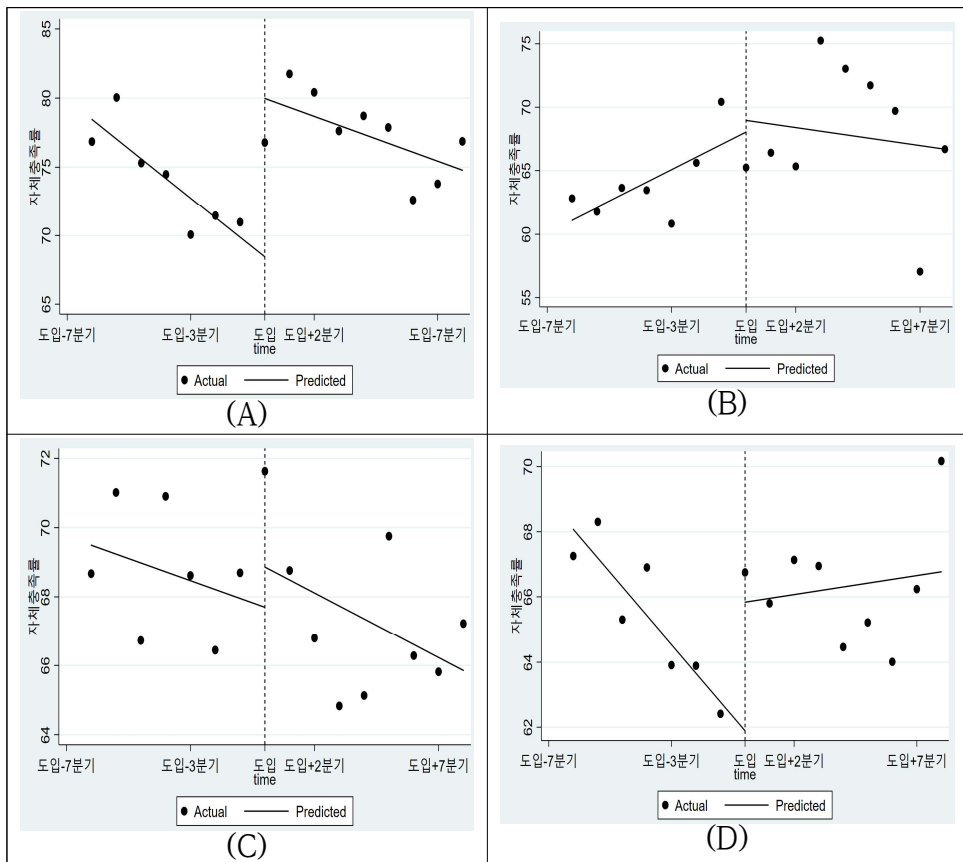 85
80
75
70
65
자체충족률
도입-7분기
도입-3분기
도입
도입+2분기
도입-7분기
time
Actual
Predicted
(A)
75
70
65
60
55
자체충족률
도입-7분기
도입-3분기
도입
도입+2분기
도입+7분기
time
Actual
Predicted
(B)
72
70
68
66
64
자체충족률
도입-7분기
도입-3분기
도입
도입+2분기
도입+7분기
time
Actual
Predicted
(C)
70
68
66
64
62
자체충족률
도입-7분기
도입-3분기
도입
도입+2분기
도입+7분기
time
Actual
Predicted
(D)